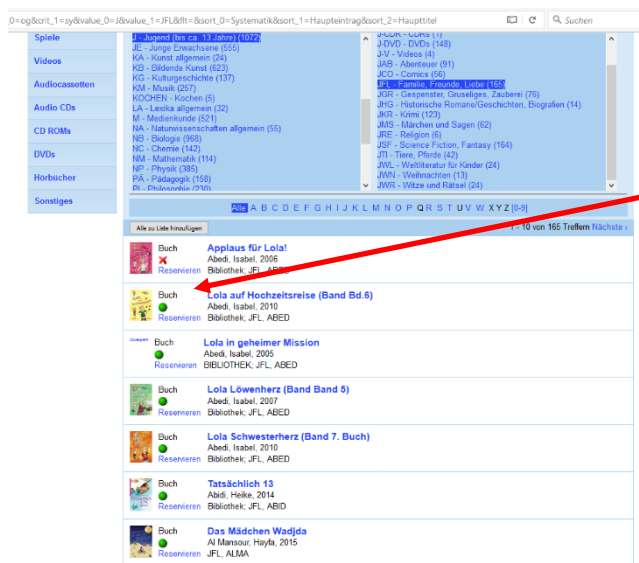 _0=og&crit_1=sy&value_0=J&value_1=JFL&flt=&sort_0=Systematik&sort_1=Haupteintrag&sort_2=Haupttitel
Suchen
Spiele
Videos
Audiocassetten
Audio CDs
CD ROMs
DVDs
Hörbücher
Sonstiges
J - Jugend (bis ca. 13 Jahre) (1072)
JE - Junge Erwachsene (555)
KA - Kunst allgemein (24)
KB - Bildende Kunst (623)
KG - Kulturgeschichte (137)
KM - Musik (257)
KOCHEN - Kochen (5)
LA - Lexika allgemein (32)
M - Medienkunde (521)
NA - Naturwissenschaften allgemein (55)
NB - Biologie (968)
NC - Chemie (142)
NM - Mathematik (114)
NP - Physik (385)
PÄ - Pädagogik (158)
PI - Philosophie (230)
J-CDR - CDRs (1)
J-DVD - DVDs (148)
J-V - Videos (4)
JAB - Abenteuer (91)
JCO - Comics (56)
JFL - Familie, Freunde, Liebe (165)
JGR - Gespenster, Gruseliges, Zauberei (76)
JHG - Historische Romane/Geschichten, Biografien (14)
JKR - Krimi (123)
JMS - Märchen und Sagen (62)
JRE - Religion (6)
JSF - Science Fiction, Fantasy (164)
JTI - Tiere, Pferde (42)
JWL - Weltliteratur für Kinder (24)
JWN - Weihnachten (13)
JWR - Witze und Rätsel (24)
Alle A B C D E F G H I J K L M N O P Q R S T U V W X Y Z [0-9]
Alle zu Liste hinzufügen
1 - 10 von 165 Treffern Nächste ›
Buch
Applaus für Lola!
Abedi, Isabel, 2006
Reservieren Bibliothek; JFL, ABED
Buch
Lola auf Hochzeitsreise (Band Bd.6)
Abedi, Isabel, 2010
Reservieren Bibliothek; JFL, ABED
Buch
Lola in geheimer Mission
Abedi, Isabel, 2005
Reservieren BIBLIOTHEK; JFL, ABED
Buch
Lola Löwenherz (Band Band 5)
Abedi, Isabel, 2007
Reservieren Bibliothek; JFL, ABED
Buch
Lola Schwesterherz (Band 7. Buch)
Abedi, Isabel, 2010
Reservieren Bibliothek; JFL, ABED
Buch
Tatsächlich 13
Abidi, Heike, 2014
Reservieren Bibliothek; JFL, ABID
Buch
Das Mädchen Wadjda
Al Mansour, Hayfa, 2015
Reservieren JFL, ALMA